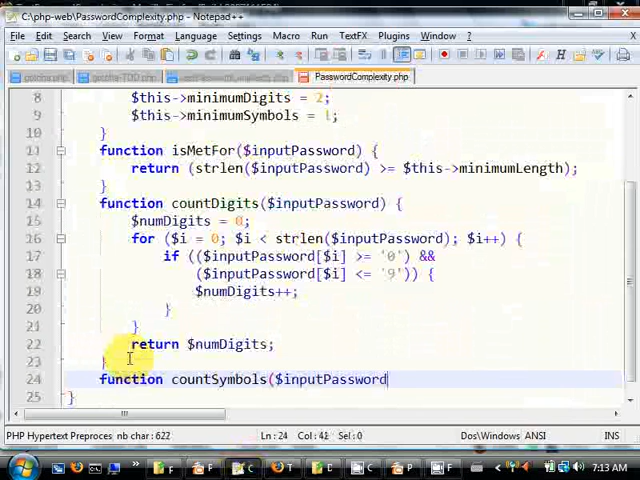 C:\php-web\PasswordComplexity.php - Notepad++
File Edit Search View Format Language Settings Macro Run TextFX Plugins Window ? X
PasswordComplexity.php
8 $this->minimumDigits = 2;
9 $this->minimumSymbols = 1;
10 }
11 function isMetFor($inputPassword) {
12 return (strlen($inputPassword) >= $this->minimumLength);
13 }
14 function countDigits($inputPassword) {
15 $numDigits = 0;
16 for ($i = 0; $i < strlen($inputPassword); $i++) {
17 if (($inputPassword[$i] >= '0') &&
18 ($inputPassword[$i] <= '9')) {
19 $numDigits++;
20 }
21 }
22 return $numDigits;
23 }
24 function countSymbols($inputPassword
25 }
PHP Hypertext Preproces nb char : 622 Ln : 24 Col : 41 Sel : 0 Dos\Windows ANSI INS
7:13 AM